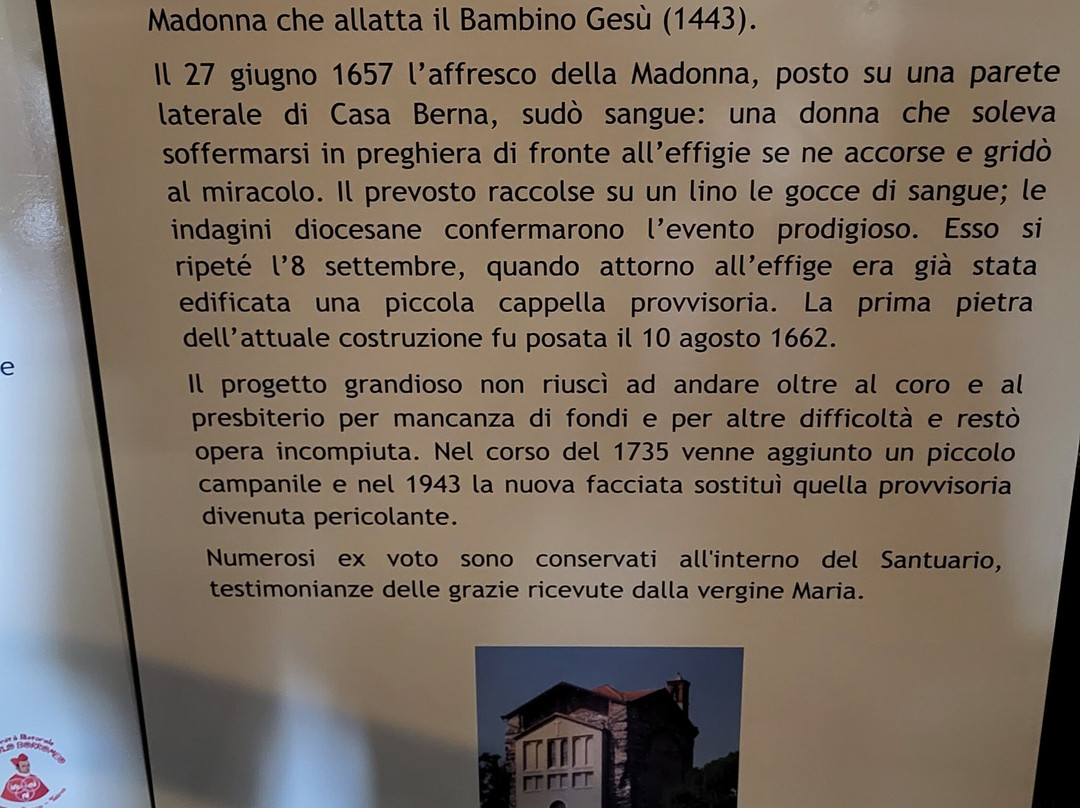 Madonna che allatta il Bambino Gesù (1443).
Il 27 giugno 1657 l'affresco della Madonna, posto su una parete
laterale di Casa Berna, sudò sangue: una donna che soleva
soffermarsi in preghiera di fronte all'effigie se ne accorse e gridò
al miracolo. Il prevosto raccolse su un lino le gocce di sangue; le
indagini diocesane confermarono l'evento prodigioso. Esso si
ripeté l'8 settembre, quando attorno all'effige era già stata
edificata una piccola cappella provvisoria. La prima pietra
dell'attuale costruzione fu posata il 10 agosto 1662.
Il progetto grandioso non riuscì ad andare oltre al coro e al
presbiterio per mancanza di fondi e per altre difficoltà e restò
opera incompiuta. Nel corso del 1735 venne aggiunto un piccolo
campanile e nel 1943 la nuova facciata sostituì quella provvisoria
divenuta pericolante.
Numerosi ex voto sono conservati all'interno del Santuario,
testimonianze delle grazie ricevute dalla vergine Maria.
e